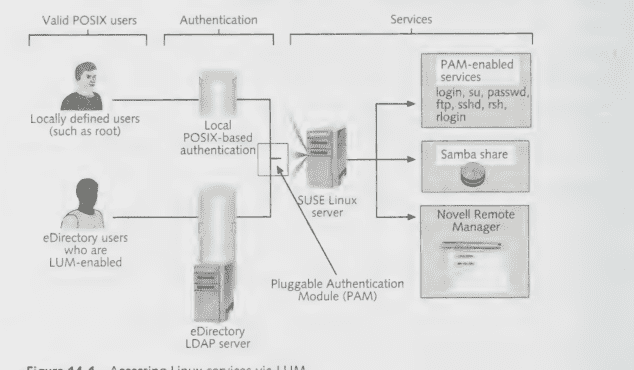 Valid POSIX users
Authentication
Services
Locally defined users
(such as root)
Local
POSIX-based
authentication
PAM-enabled
services
login, su, passwd,
ftp, sshd, rsh,
rlogin
Samba share
SUSE Linux
server
Novell Remote
Manager
eDirectory users
who are
LUM-enabled
Pluggable Authentication
Module (PAM)
eDirectory
LDAP server
Accessing Linux services via LUM